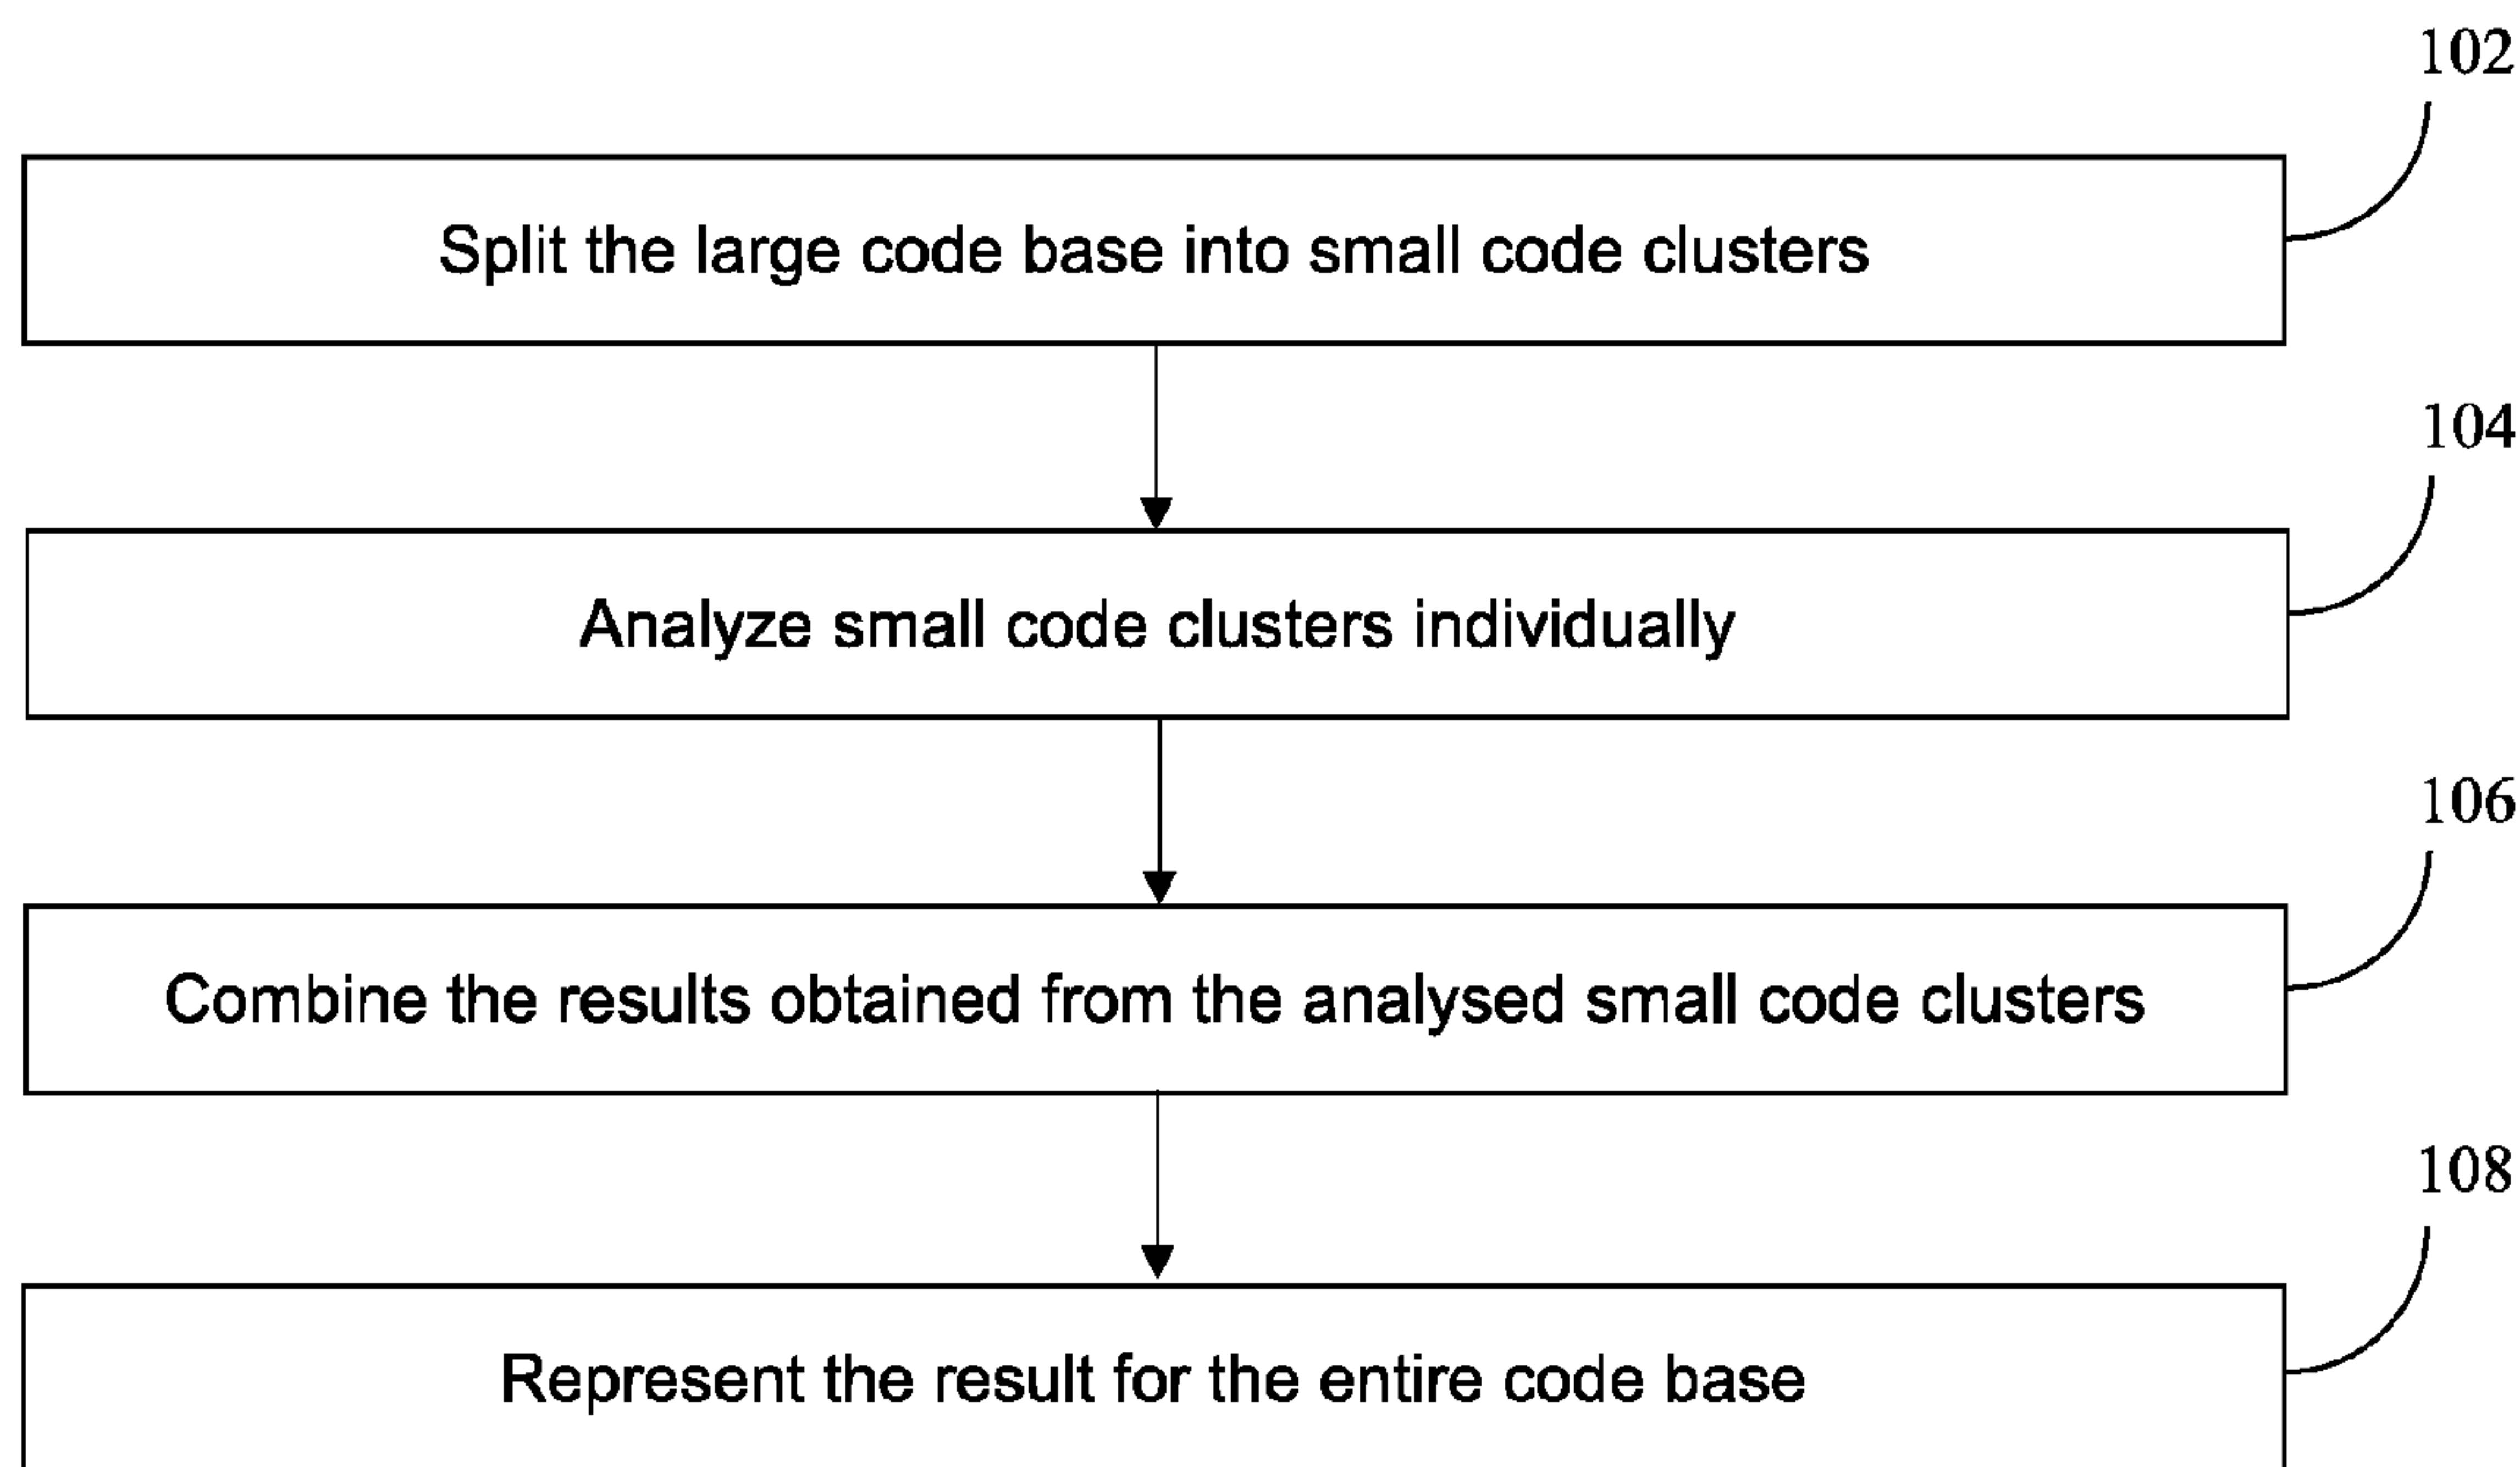 102
Split the large code base into small code clusters
104
Analyze small code clusters individually
106
Combine the results obtained from the analysed small code clusters
108
Represent the result for the entire code base